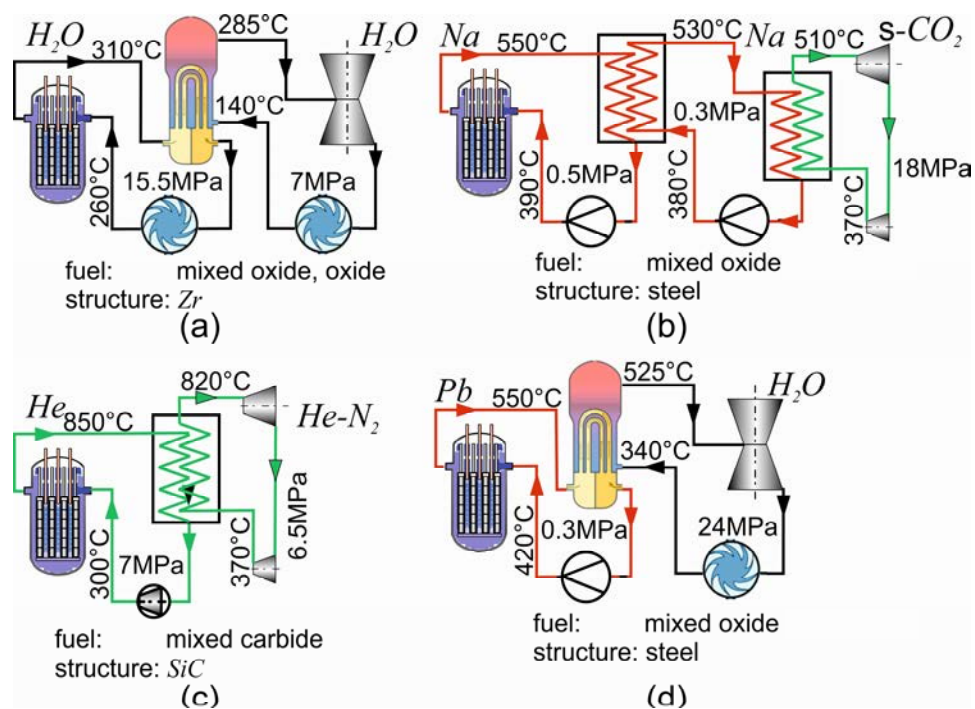 H₂O
310°C
285°C
H₂O
140°C
260°C
15.5MPa
7MPa
fuel: mixed oxide, oxide
structure: Zr
(a)
Na
550°C
530°C
Na
510°C
s-CO₂
0.3MPa
390°C
0.5MPa
380°C
370°C
18MPa
fuel: mixed oxide
structure: steel
(b)
He
850°C
820°C
He-N₂
300°C
7MPa
370°C
6.5MPa
fuel: mixed carbide
structure: SiC
(c)
Pb
550°C
525°C
H₂O
340°C
420°C
0.3MPa
24MPa
fuel: mixed oxide
structure: steel
(d)